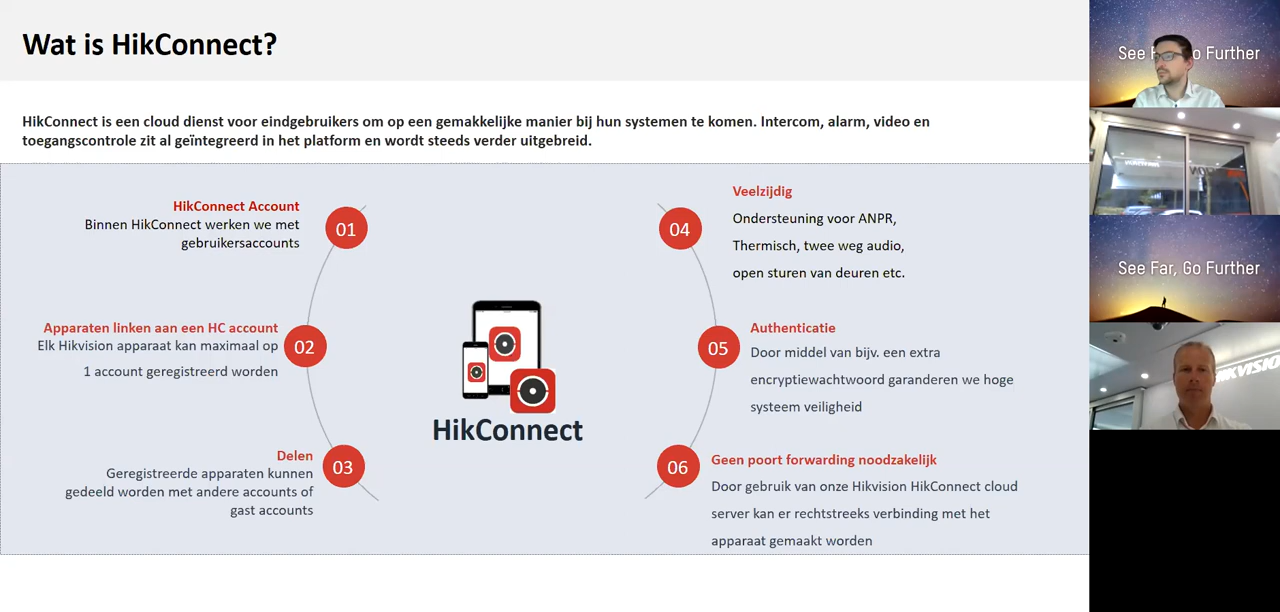 Wat is HikConnect?
HikConnect is een cloud dienst voor eindgebruikers om op een gemakkelijke manier bij hun systemen te komen. Intercom, alarm, video en
toegangscontrole zit al geïntegreerd in het platform en wordt steeds verder uitgebreid.
HikConnect Account
Binnen HikConnect werken we met
gebruikersaccounts
01
Apparaten linken aan een HC account
Elk Hikvision apparaat kan maximaal op
1 account geregistreerd worden
02
Delen
Geregistreerde apparaten kunnen
gedeeld worden met andere accounts of
gast accounts
03
HikConnect
04
Veelzijdig
Ondersteuning voor ANPR,
Thermisch, twee weg audio,
open sturen van deuren etc.
05
Authenticatie
Door middel van bijv. een extra
encryptiewachtwoord garanderen we hoge
systeem veiligheid
06
Geen poort forwarding noodzakelijk
Door gebruik van onze Hikvision HikConnect cloud
server kan er rechtstreeks verbinding met het
apparaat gemaakt worden
See o Further
See Far, Go Further
HIKVISION